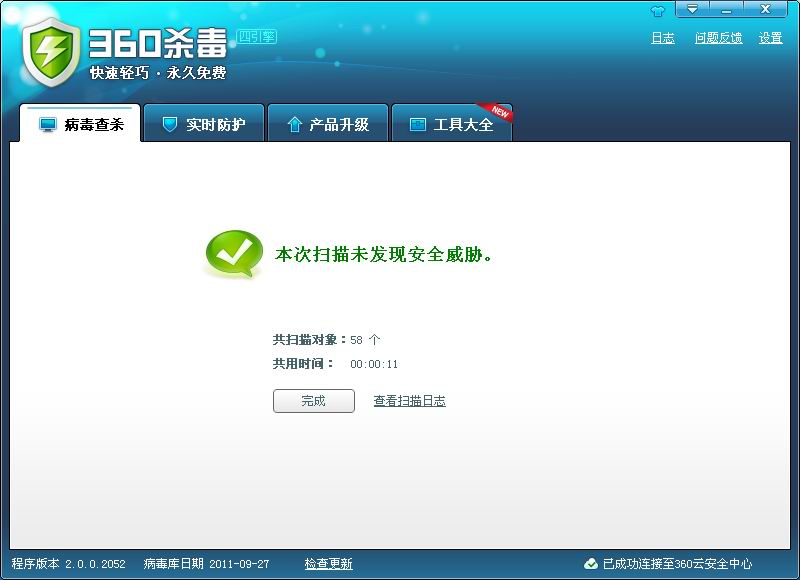 360杀毒 四引擎
快速轻巧·永久免费
日志 问题反馈 设置
病毒查杀 实时防护 产品升级 工具大全 NEW
本次扫描未发现安全威胁。
共扫描对象：58 个
共用时间： 00:00:11
完成 查看扫描日志
程序版本 2.0.0.2052 病毒库日期 2011-09-27 检查更新 已成功连接至360云安全中心